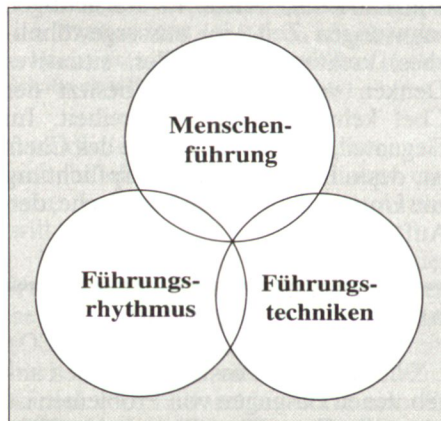 Menschen-
führung
Führungs-
rhythmus
Führungs-
techniken